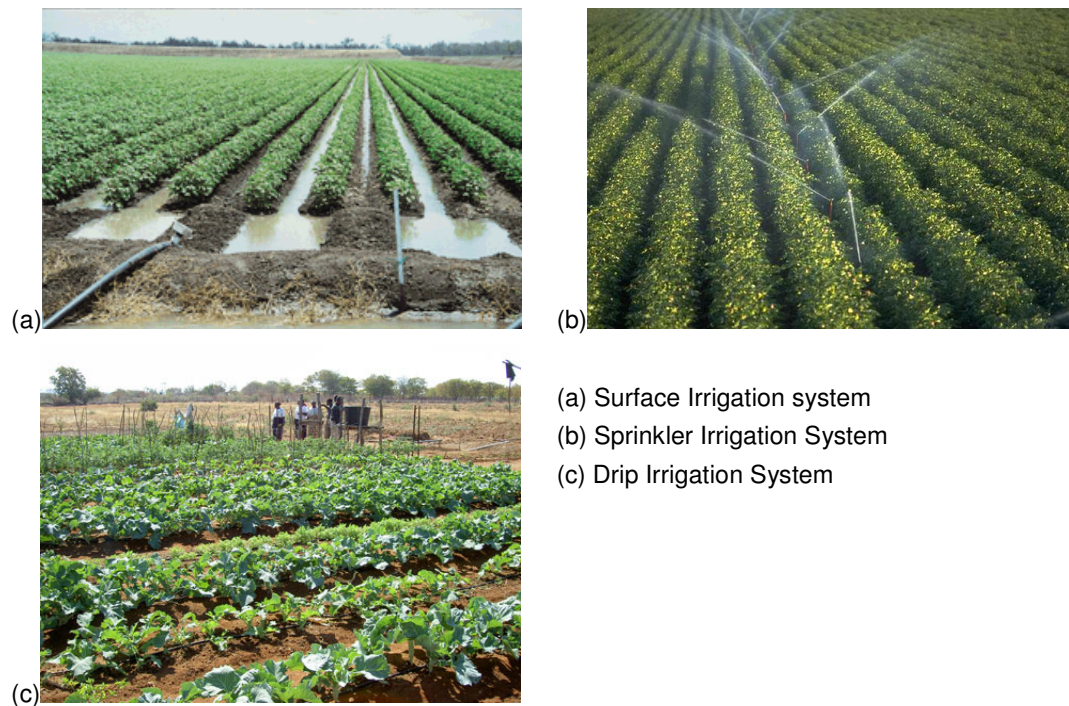 (a)
(b)
(c)
(a) Surface Irrigation system
(b) Sprinkler Irrigation System
(c) Drip Irrigation System